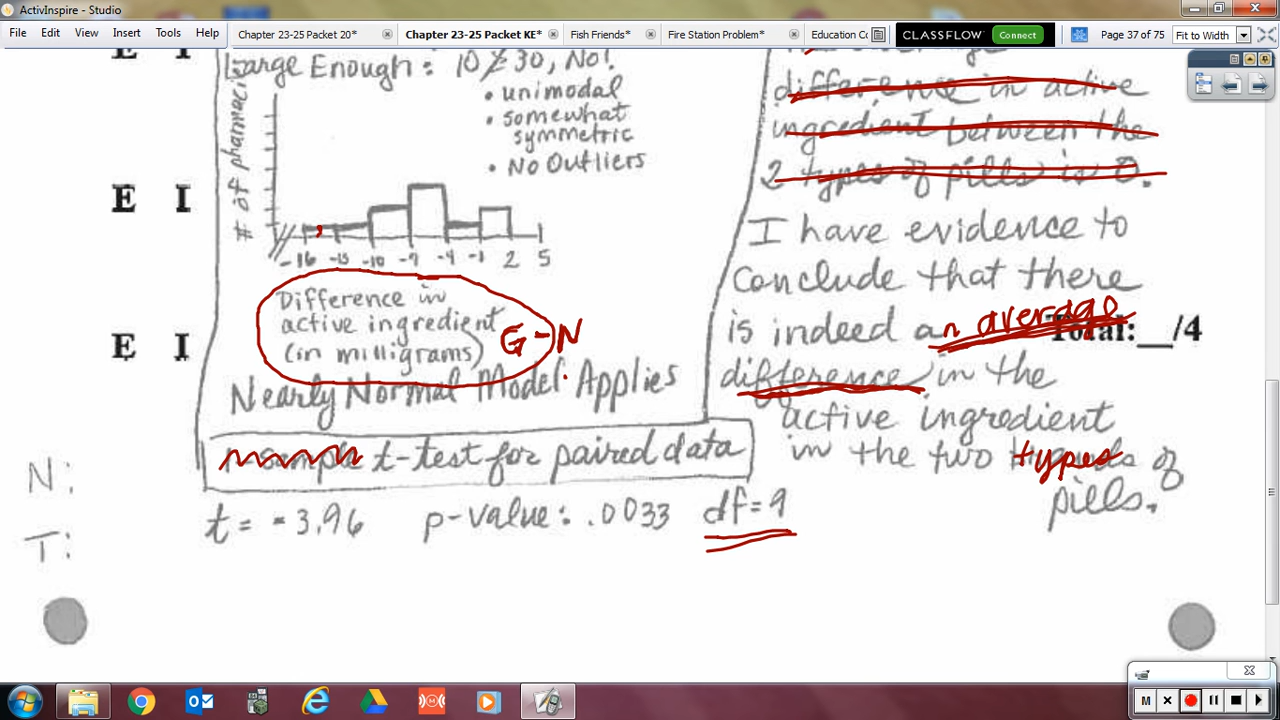 ActivInspire - Studio
File Edit View Insert Tools Help
Chapter 23-25 Packet 20*
Chapter 23-25 Packet KE*
Fish Friends*
Fire Station Problem*
Education Co
CLASSFLOW Connect
Page 37 of 75
Fit to Width
E I
Large Enough: 10 ≱ 30, No!
• unimodal
• somewhat
symmetric
• No Outliers
# of pharmaci
E I
-16 -13 -10 -7 -4 -1 2 5
Difference in
active ingredient
(in milligrams)
G-N
E I
Nearly Normal Model Applies
t-test for paired data
N:
T:
t = -3.96 p-value: .0033 df=9
difference in active
ingredient between the
2 types of pills is 0.
I have evidence to
conclude that there
is indeed an average
Total:__/4
difference in the
active ingredient
in the two types of
pills.
M